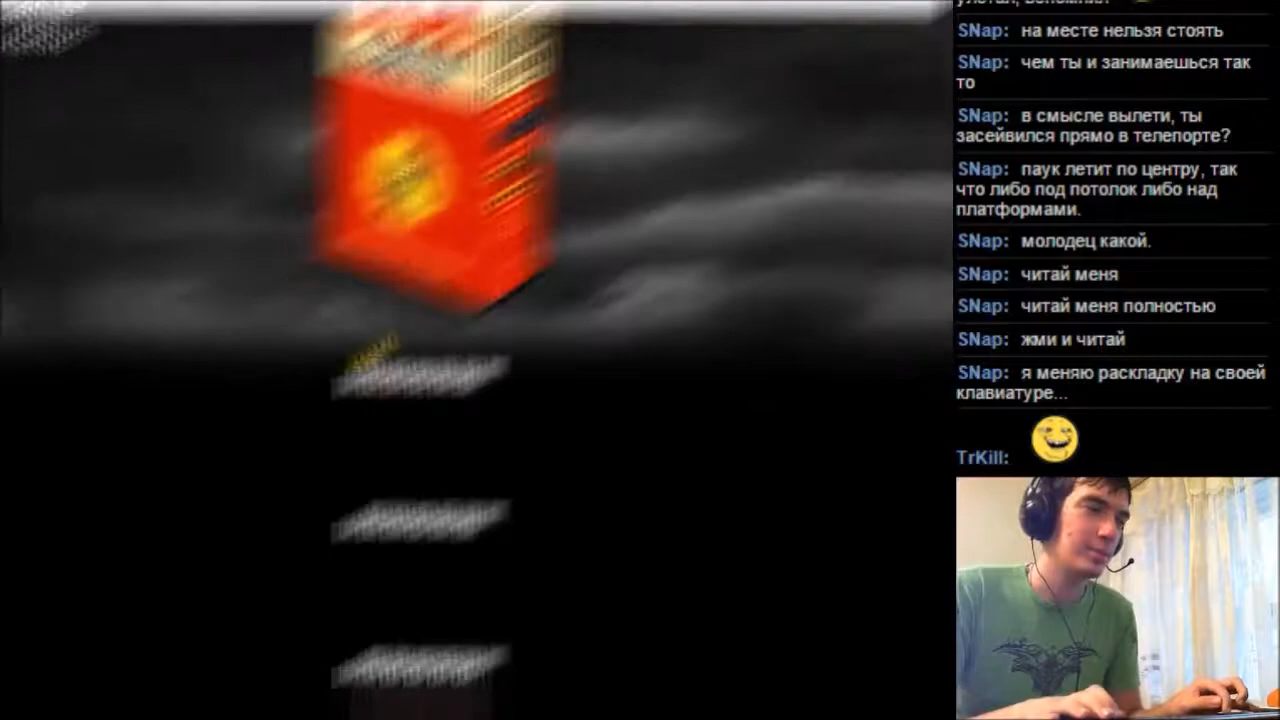 SNap: на месте нельзя стоять
SNap: чем ты и занимаешься так
то
SNap: в смысле вылети, ты
засейвился прямо в телепорте?
SNap: паук летит по центру, так
что либо под потолок либо над
платформами.
SNap: молодец какой.
SNap: читай меня
SNap: читай меня полностью
SNap: жми и читай
SNap: я меняю раскладку на своей
клавиатуре...
TrKill: